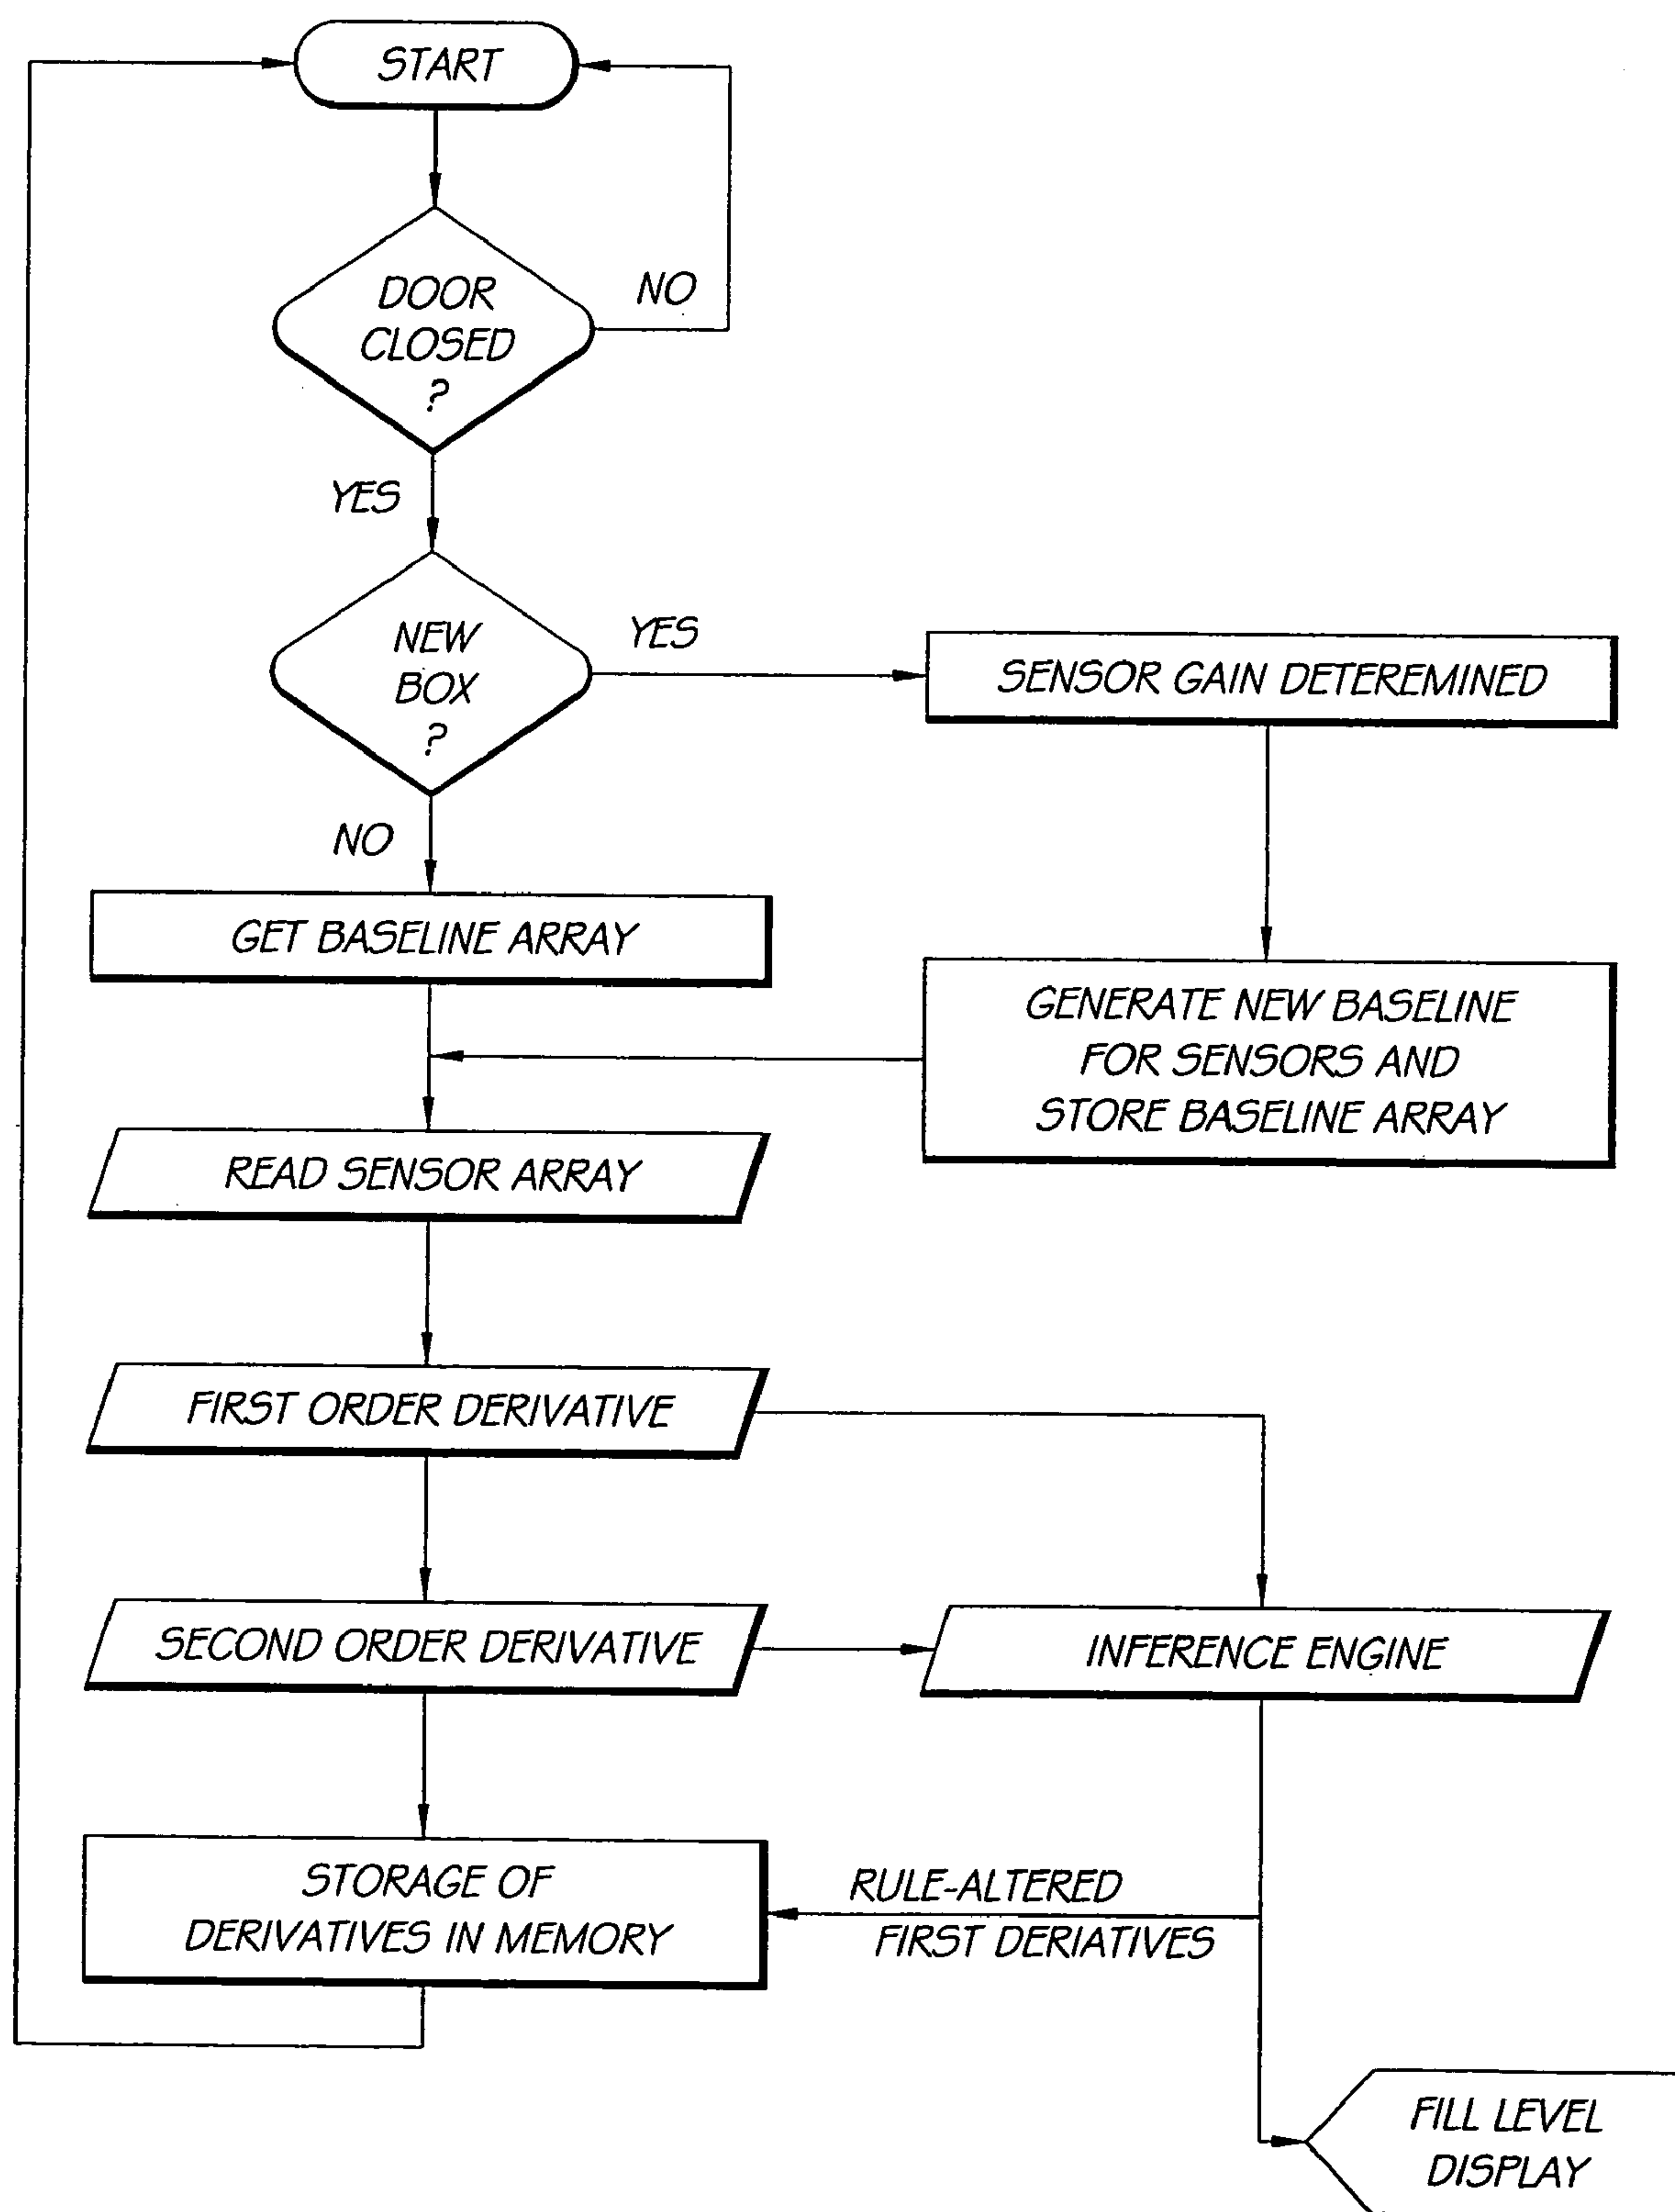 START
DOOR
CLOSED
?
NO
YES
NEW
BOX
?
YES
SENSOR GAIN DETEREMINED
NO
GET BASELINE ARRAY
GENERATE NEW BASELINE
FOR SENSORS AND
STORE BASELINE ARRAY
READ SENSOR ARRAY
FIRST ORDER DERIVATIVE
SECOND ORDER DERIVATIVE
INFERENCE ENGINE
STORAGE OF
DERIVATIVES IN MEMORY
RULE-ALTERED
FIRST DERIATIVES
FILL LEVEL
DISPLAY